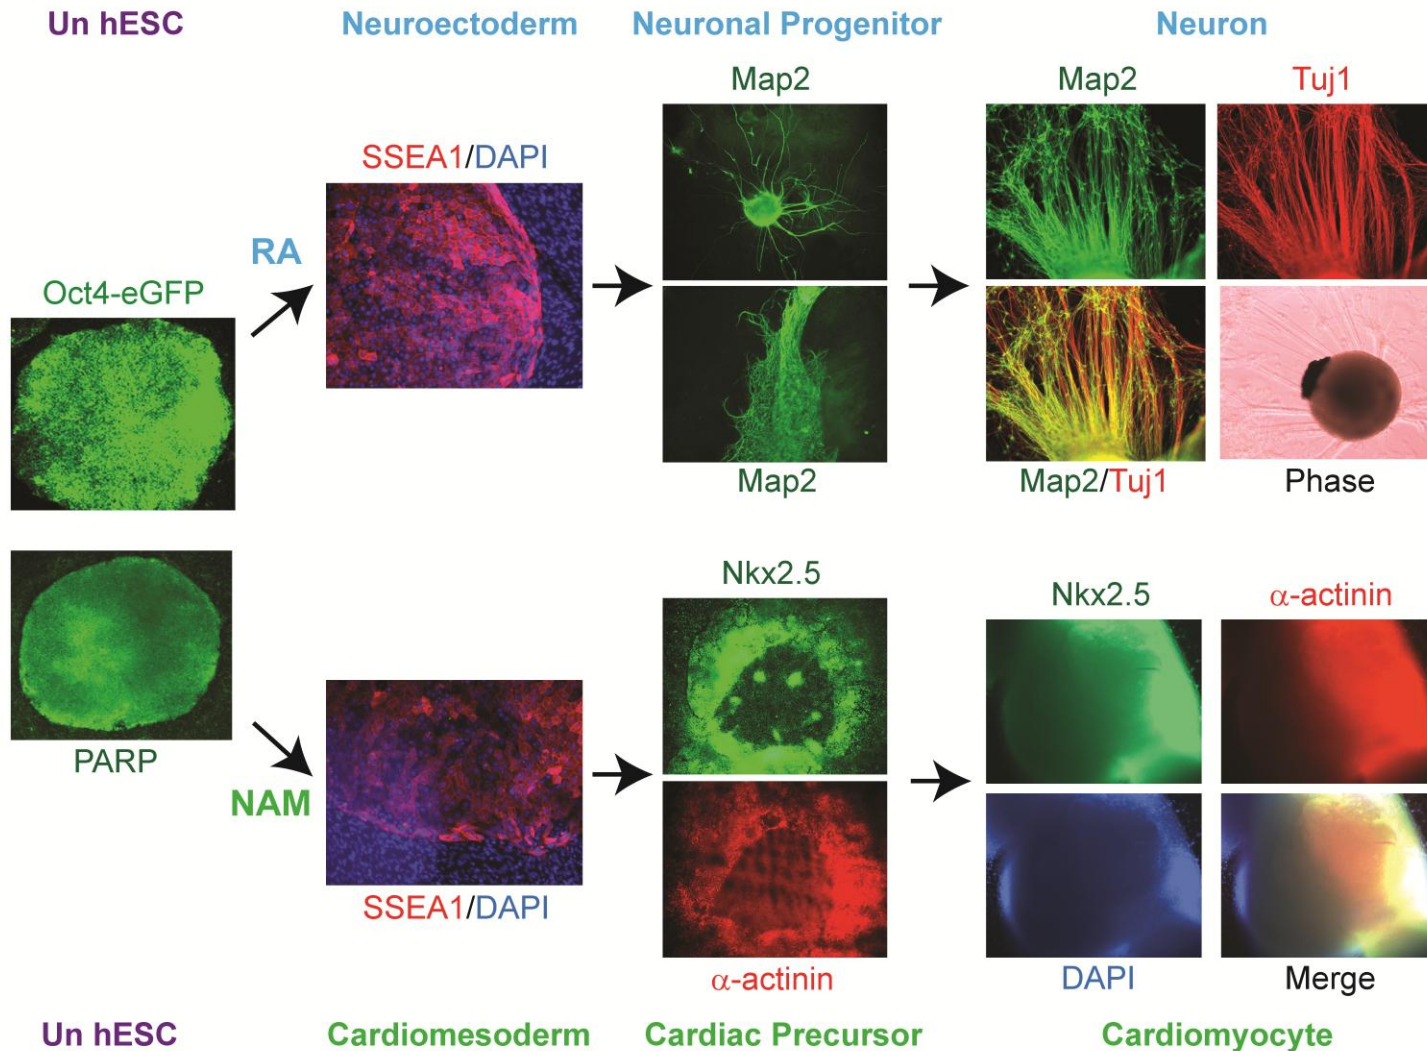 Un hESC
Neuroectoderm
Neuronal Progenitor
Neuron
Map2
Map2
Tuj1
SSEA1/DAPI
RA
Oct4-eGFP
Map2
Map2/Tuj1
Phase
Nkx2.5
Nkx2.5
α-actinin
PARP
NAM
SSEA1/DAPI
α-actinin
DAPI
Merge
Un hESC
Cardiomesoderm
Cardiac Precursor
Cardiomyocyte